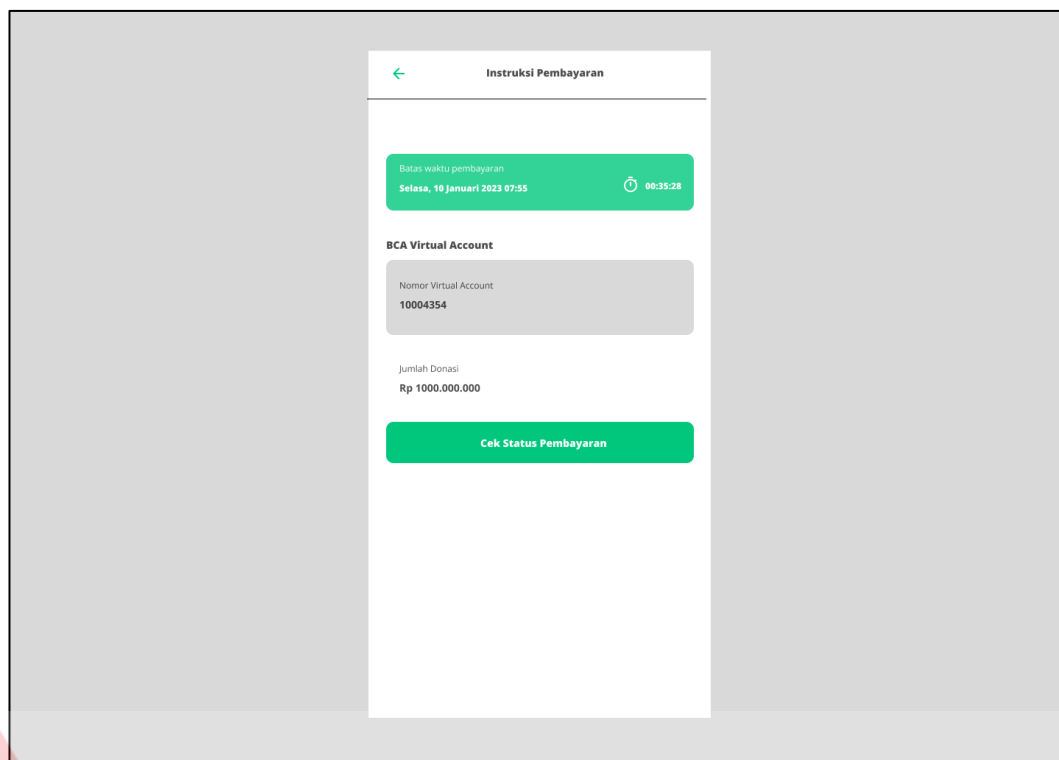 Instruksi Pembayaran
Batas waktu pembayaran
Selasa, 10 Januari 2023 07:55
00:35:28
BCA Virtual Account
Nomor Virtual Account
10004354
Jumlah Donasi
Rp 1000.000.000
Cek Status Pembayaran